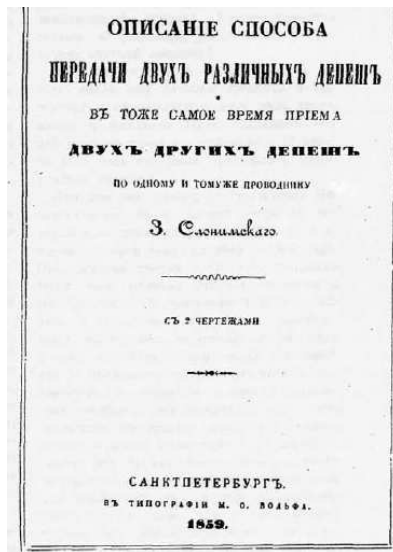 ОПИСАНІЕ СПОСОБА
ПЕРЕДАЧИ ДВУХЪ РАЗЛИЧНЫХЪ ДЕПЕШЪ
И
ВЪ ТОЖЕ САМОЕ ВРЕМЯ ПРІЕМА
ДВУХЪ ДРУГИХЪ ДЕПЕШЪ
ПО ОДНОМУ И ТОМУЖЕ ПРОВОДНИКУ
З. Слонимскаго.
СЪ 2 ЧЕРТЕЖАМИ
САНКТПЕТЕРБУРГЪ.
ВЪ ТИПОГРАФІИ М. О. ВОЛЬФА.
1859.